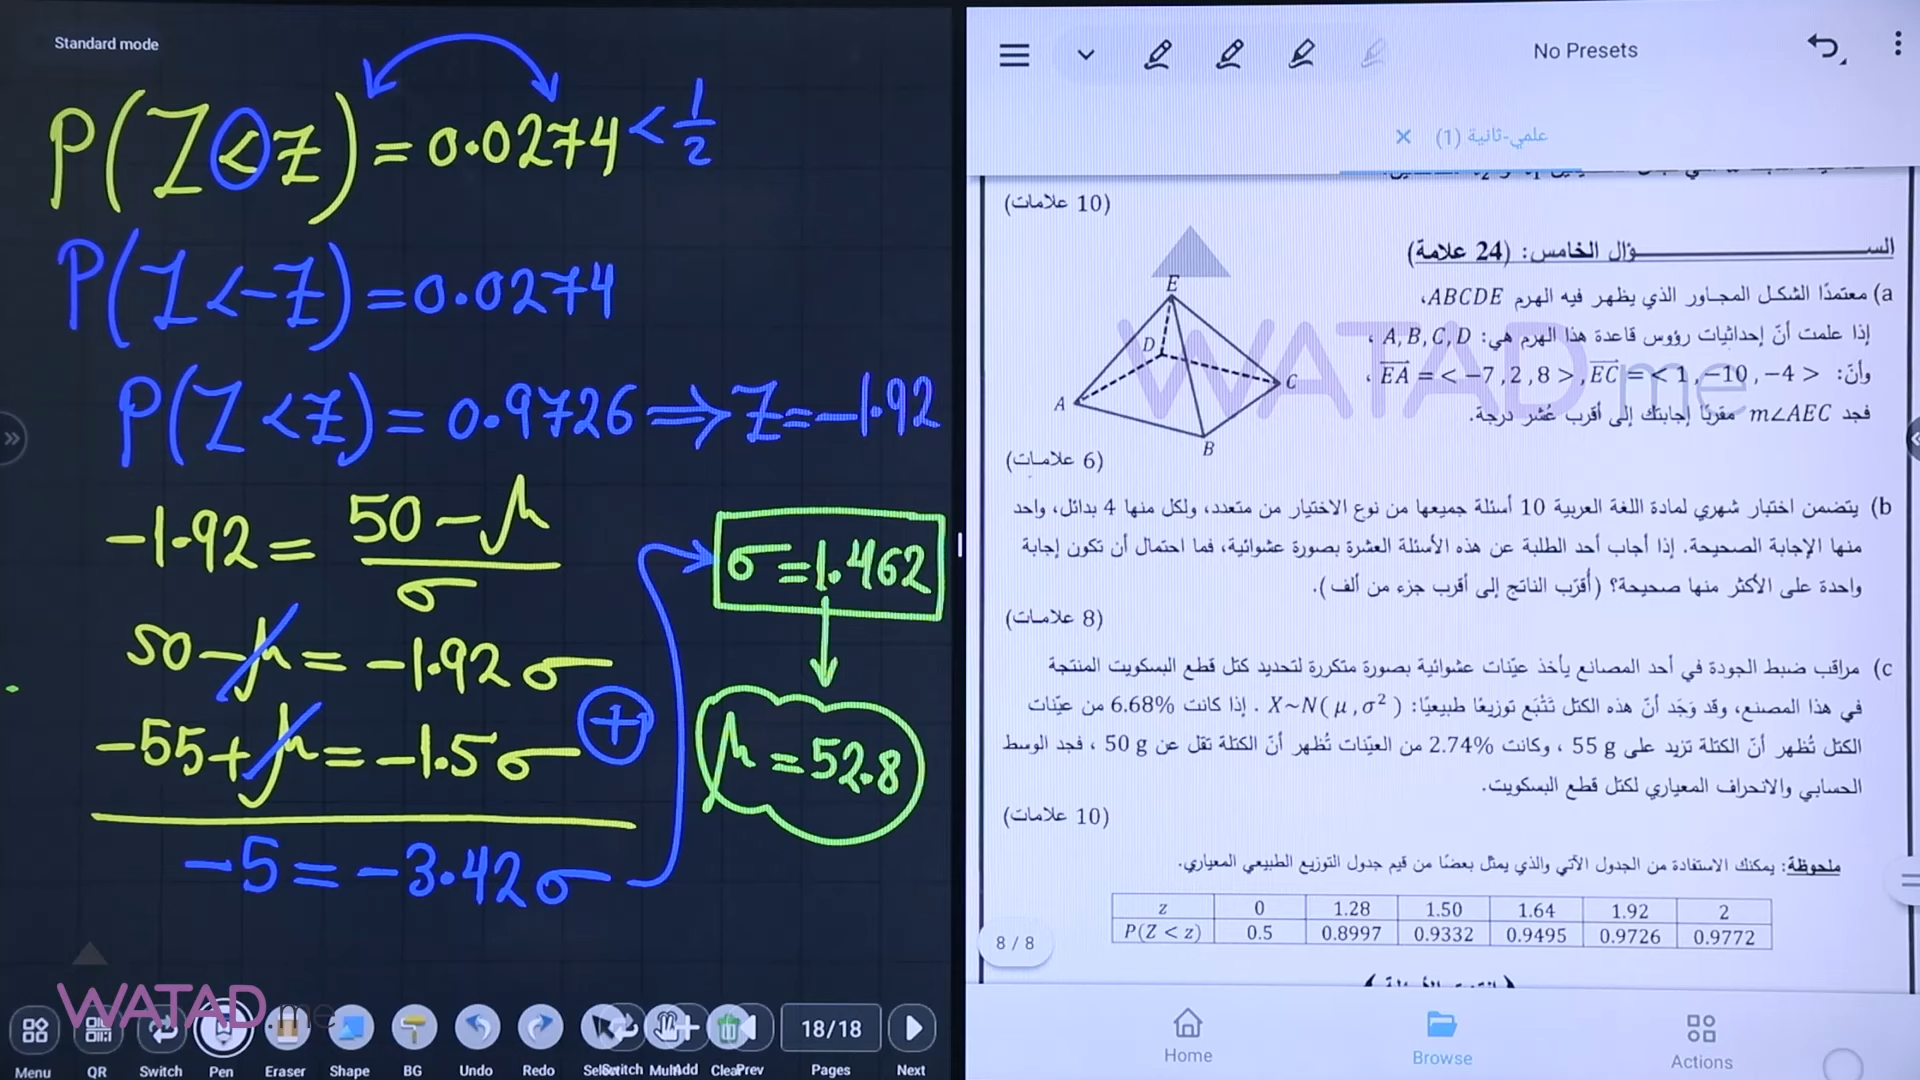 Standard mode
P(Z<z) = 0.0274 < 1/2
P(Z<-z) = 0.0274
P(Z<z) = 0.9726 ⟹ z = -1.92
-1.92 = (50 - μ)/σ
50 - μ = -1.92 σ
-55 + μ = -1.5 σ
+
-5 = -3.42 σ
σ = 1.462
μ = 52.8
WATAD.me
Menu
QR
Switch
Pen
Eraser
Shape
BG
Undo
Redo
Switch
Add
Prev
18/18
Pages
Next
No Presets
علمي-ثانية (1)
(10 علامات)
الســـــــؤال الخامس: (24 علامة)
a) معتمدًا الشكل المجاور الذي يظهر فيه الهرم ABCDE،
إذا علمت أنّ إحداثيات رؤوس قاعدة هذا الهرم هي: A, B, C, D ،
وأنّ: EA = < -7 , 2 , 8 > , EC = < 1 , -10 , -4 > ،
فجد m∠AEC مقربًا إجابتك إلى أقرب عُشر درجة.
(6 علامات)
E
D
C
A
B
WATAD.me
b) يتضمن اختبار شهري لمادة اللغة العربية 10 أسئلة جميعها من نوع الاختيار من متعدد، ولكل منها 4 بدائل، واحد
منها الإجابة الصحيحة. إذا أجاب أحد الطلبة عن هذه الأسئلة العشرة بصورة عشوائية، فما احتمال أن تكون إجابة
واحدة على الأكثر منها صحيحة؟ (أُقرّب الناتج إلى أقرب جزء من ألف).
(8 علامات)
c) مراقب ضبط الجودة في أحد المصانع يأخذ عيّنات عشوائية بصورة متكررة لتحديد كتل قطع البسكويت المنتجة
في هذا المصنع، وقد وَجَد أنّ هذه الكتل تَتْبَع توزيعًا طبيعيًا: X~N( μ , σ² ) . إذا كانت 6.68% من عيّنات
الكتل تُظهر أنّ الكتلة تزيد على 55 g ، وكانت 2.74% من العيّنات تُظهر أنّ الكتلة تقل عن 50 g ، فجد الوسط
الحسابي والانحراف المعياري لكتل قطع البسكويت.
(10 علامات)
ملحوظة: يمكنك الاستفادة من الجدول الآتي والذي يمثل بعضًا من قيم جدول التوزيع الطبيعي المعياري.
z 0 1.28 1.50 1.64 1.92 2
P(Z < z) 0.5 0.8997 0.9332 0.9495 0.9726 0.9772
8 / 8
Home
Browse
Actions